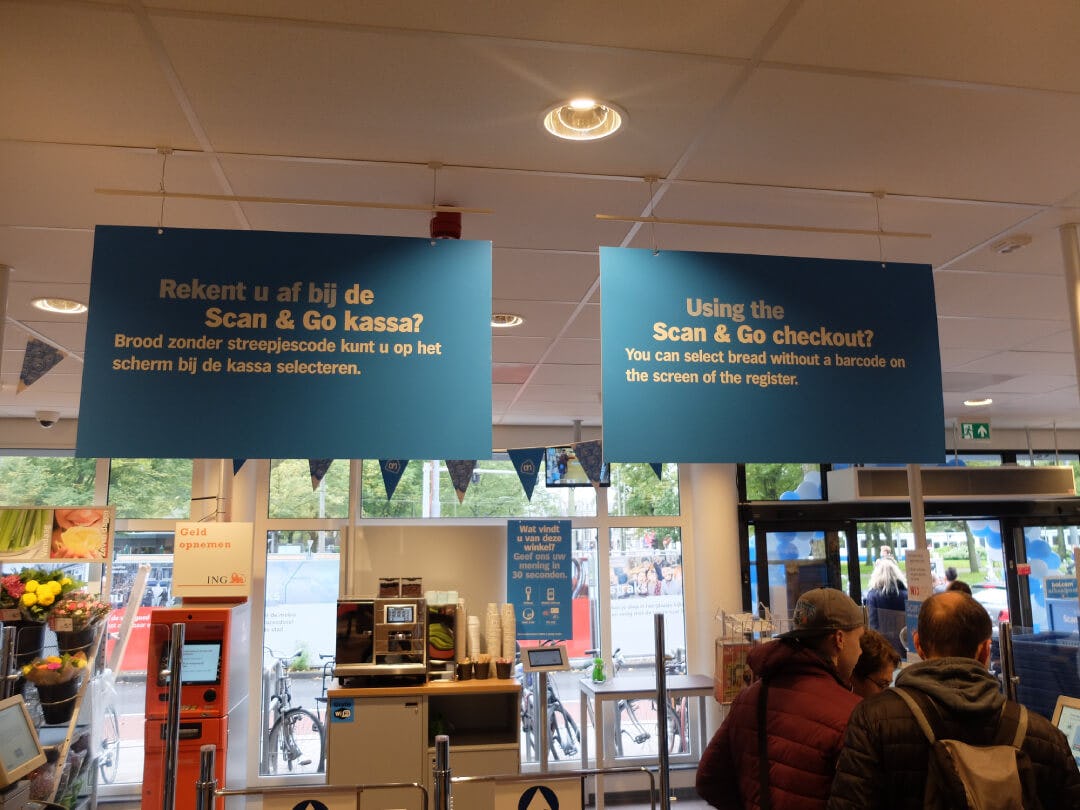 Rekent u af bij de
Scan & Go kassa?
Brood zonder streepjescode kunt u op het
scherm bij de kassa selecteren.
Using the
Scan & Go checkout?
You can select bread without a barcode on
the screen of the register.
Geld
opnemen
ING
Wat vindt
u van deze
winkel?
Geef ons uw
mening in
30 seconden.
straks